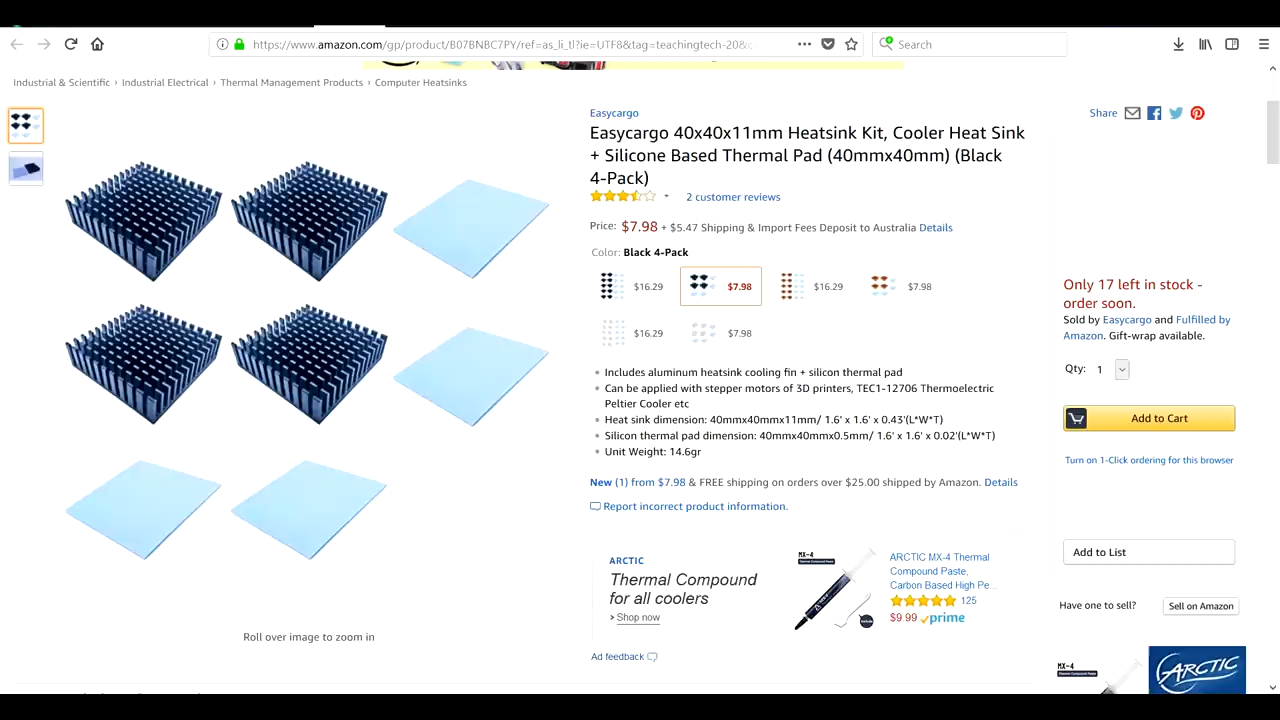 https://www.amazon.com/gp/product/B07BNBC7PY/ref=as_li_tl?ie=UTF8&tag=teachingtech-20&c
Search
Industrial & Scientific › Industrial Electrical › Thermal Management Products › Computer Heatsinks
Easycargo
Share
Easycargo 40x40x11mm Heatsink Kit, Cooler Heat Sink
+ Silicone Based Thermal Pad (40mmx40mm) (Black
4-Pack)
2 customer reviews
Price: $7.98 + $5.47 Shipping & Import Fees Deposit to Australia Details
Color: Black 4-Pack
$16.29
$7.98
$16.29
$7.98
$16.29
$7.98
Only 17 left in stock -
order soon.
Sold by Easycargo and Fulfilled by
Amazon. Gift-wrap available.
Qty: 1
Add to Cart
Turn on 1-Click ordering for this browser
Includes aluminum heatsink cooling fin + silicon thermal pad
Can be applied with stepper motors of 3D printers, TEC1-12706 Thermoelectric
Peltier Cooler etc
Heat sink dimension: 40mmx40mmx11mm/ 1.6' x 1.6' x 0.43'(L*W*T)
Silicon thermal pad dimension: 40mmx40mmx0.5mm/ 1.6' x 1.6' x 0.02'(L*W*T)
Unit Weight: 14.6gr
New (1) from $7.98 & FREE shipping on orders over $25.00 shipped by Amazon. Details
Report incorrect product information.
Add to List
Have one to sell?
Sell on Amazon
ARCTIC
Thermal Compound
for all coolers
› Shop now
MX-4
ARCTIC MX-4 Thermal
Compound Paste,
Carbon Based High Pe...
125
$9.99 prime
Ad feedback
Roll over image to zoom in
MX-4
ARCTIC